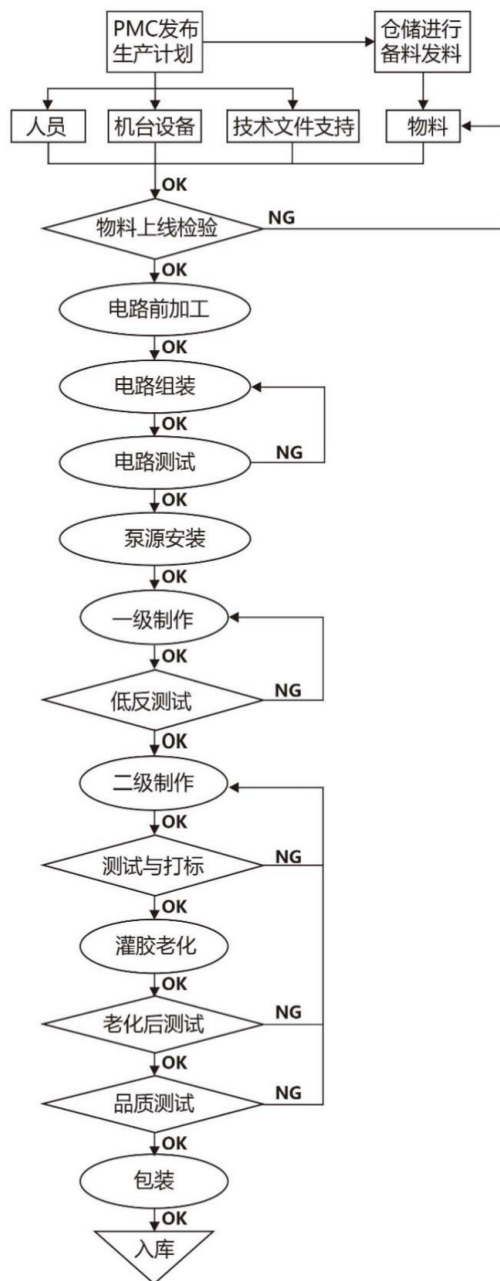 PMC发布
生产计划
仓储进行
备料发料
人员
机台设备
技术文件支持
物料
OK
物料上线检验
NG
OK
电路前加工
OK
电路组装
OK
电路测试
NG
OK
泵源安装
OK
一级制作
OK
低反测试
NG
OK
二级制作
OK
测试与打标
NG
OK
灌胶老化
OK
老化后测试
NG
OK
品质测试
NG
OK
包装
OK
入库